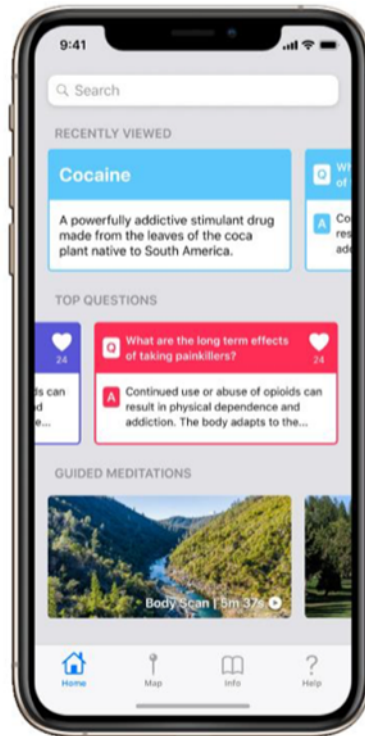 9:41
Search
RECENTLY VIEWED
Cocaine
A powerfully addictive stimulant drug
made from the leaves of the coca
plant native to South America.
Q
of
A
TOP QUESTIONS
24
ds can
Q What are the long term effects
of taking painkillers?
24
A Continued use or abuse of opioids can
result in physical dependence and
addiction. The body adapts to the...
GUIDED MEDITATIONS
Body Scan | 5m 37s
Home
Map
Info
Help